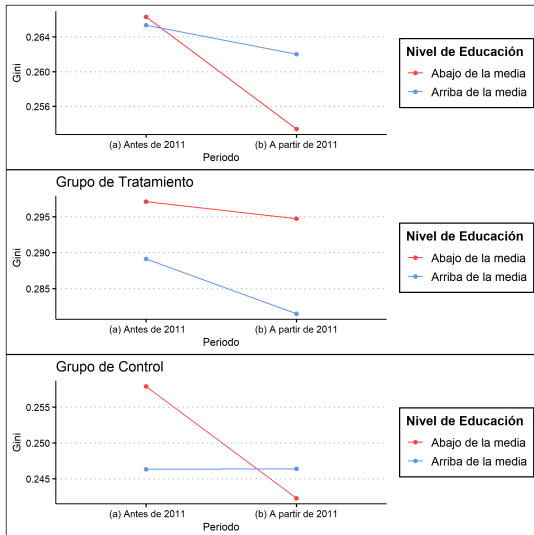 0.264
0.260
0.256
Gini
(a) Antes de 2011
(b) A partir de 2011
Periodo
Nivel de Educación
Abajo de la media
Arriba de la media
Grupo de Tratamiento
0.295
0.290
0.285
Gini
(a) Antes de 2011
(b) A partir de 2011
Periodo
Nivel de Educación
Abajo de la media
Arriba de la media
Grupo de Control
0.255
0.250
0.245
Gini
(a) Antes de 2011
(b) A partir de 2011
Periodo
Nivel de Educación
Abajo de la media
Arriba de la media